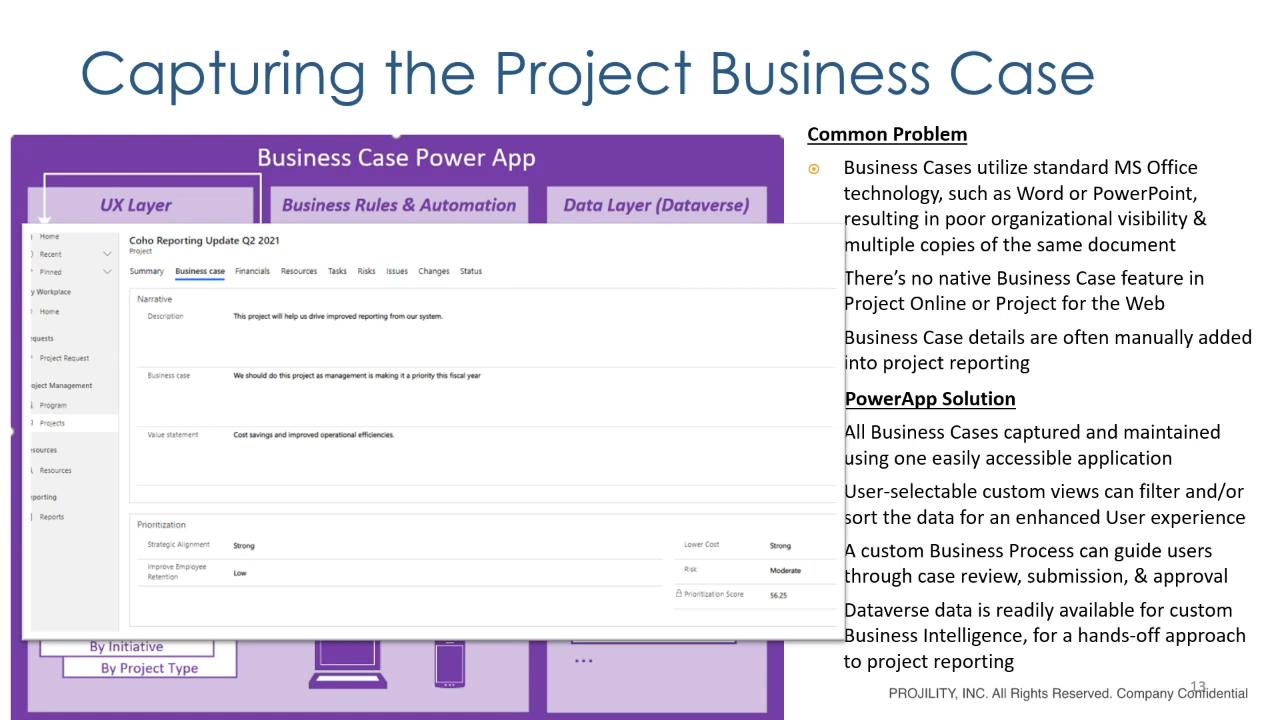 Capturing the Project Business Case
Business Case Power App
UX Layer
Business Rules & Automation
Data Layer (Dataverse)
Home
Recent
Pinned
y Workplace
Home
equests
Project Request
oject Management
Program
Projects
esources
Resources
eporting
Reports
Coho Reporting Update Q2 2021
Project
Summary Business case Financials Resources Tasks Risks Issues Changes Status
Narrative
Description This project will help us drive improved reporting from our system.
Business case We should do this project as management is making it a priority this fiscal year
Value statement Cost savings and improved operational efficiencies.
Prioritization
Strategic Alignment Strong
Improve Employee
Retention Low
Lower Cost Strong
Risk Moderate
Prioritization Score 56.25
By Initiative
By Project Type
...
Common Problem
Business Cases utilize standard MS Office
technology, such as Word or PowerPoint,
resulting in poor organizational visibility &
multiple copies of the same document
There's no native Business Case feature in
Project Online or Project for the Web
Business Case details are often manually added
into project reporting
PowerApp Solution
All Business Cases captured and maintained
using one easily accessible application
User-selectable custom views can filter and/or
sort the data for an enhanced User experience
A custom Business Process can guide users
through case review, submission, & approval
Dataverse data is readily available for custom
Business Intelligence, for a hands-off approach
to project reporting
13
PROJILITY, INC. All Rights Reserved. Company Confidential